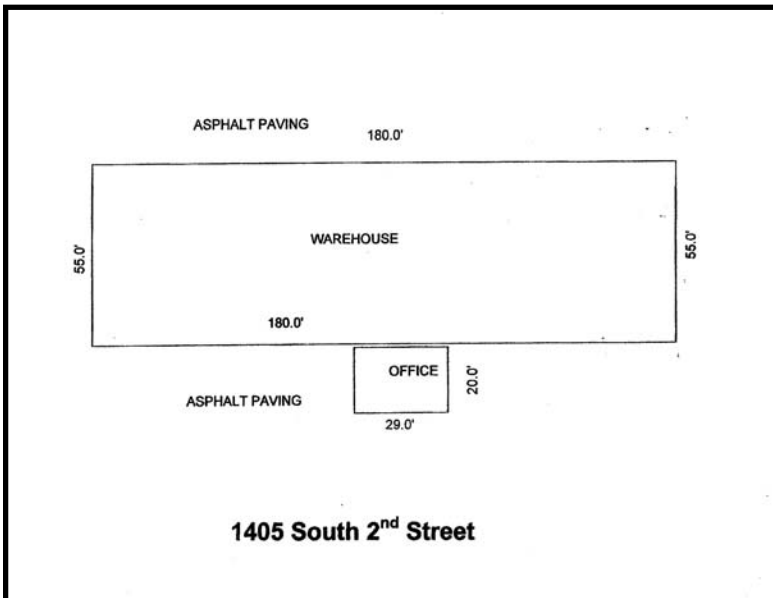 ASPHALT PAVING
180.0'
55.0'
WAREHOUSE
55.0'
180.0'
OFFICE
20.0'
ASPHALT PAVING
29.0'
1405 South 2nd Street